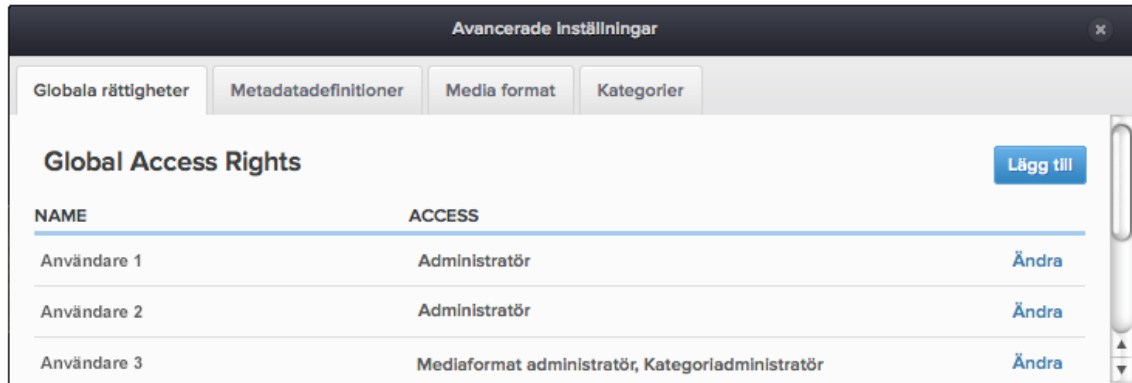 Avancerade inställningar
Globala rättigheter Metadatadefinitioner Media format Kategorier
Global Access Rights Lägg till
NAME ACCESS
Användare 1 Administratör Ändra
Användare 2 Administratör Ändra
Användare 3 Mediaformat administratör, Kategoriadministratör Ändra